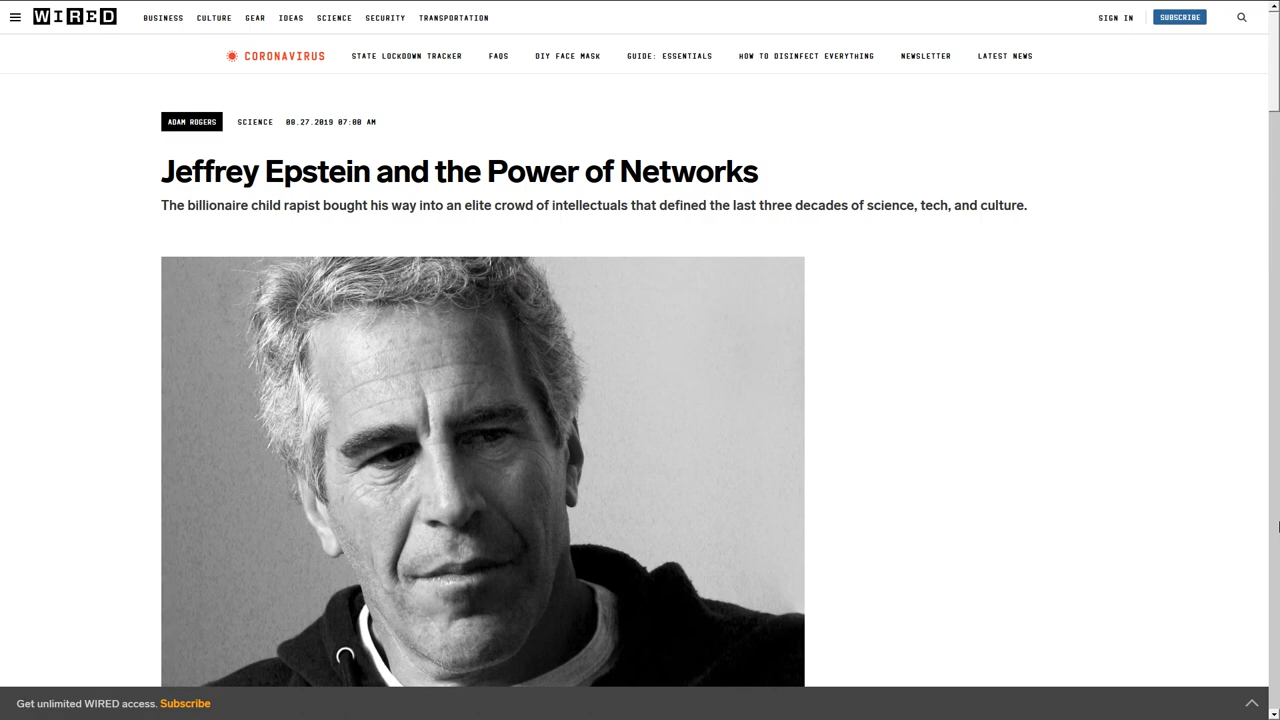 WIRED BUSINESS CULTURE GEAR IDEAS SCIENCE SECURITY TRANSPORTATION SIGN IN SUBSCRIBE
CORONAVIRUS STATE LOCKDOWN TRACKER FAQS DIY FACE MASK GUIDE: ESSENTIALS HOW TO DISINFECT EVERYTHING NEWSLETTER LATEST NEWS
ADAM ROGERS SCIENCE 08.27.2019 07:00 AM
Jeffrey Epstein and the Power of Networks
The billionaire child rapist bought his way into an elite crowd of intellectuals that defined the last three decades of science, tech, and culture.
Get unlimited WIRED access. Subscribe